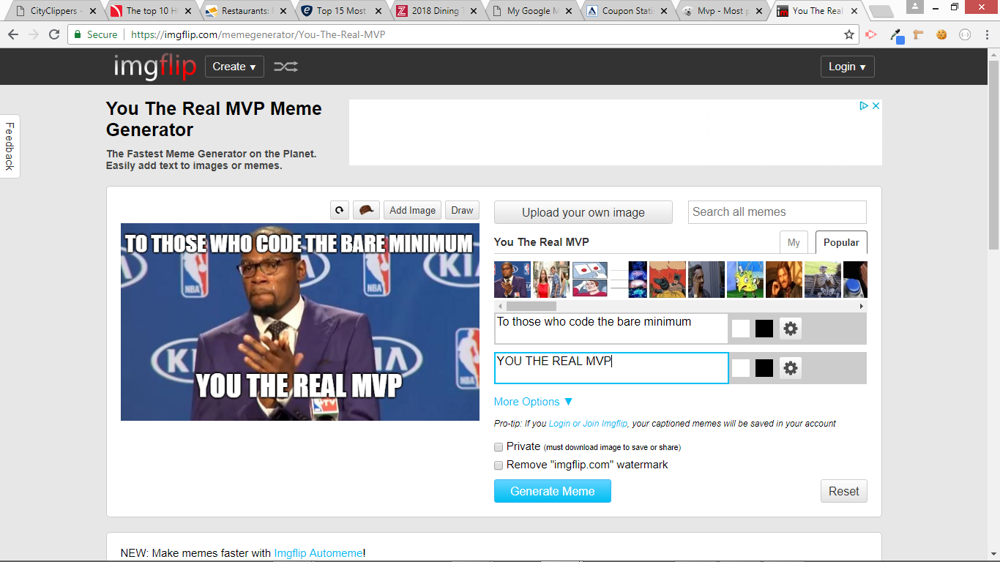 CityClippers -
The top 10 H
Restaurants: M
Top 15 Most
2018 Dining T
My Google M
Coupon Stati
Mvp - Most p
You The Real
Secure
https://imgflip.com/memegenerator/You-The-Real-MVP
imgflip
Create ▼
Login ▼
Feedback
You The Real MVP Meme
Generator
The Fastest Meme Generator on the Planet.
Easily add text to images or memes.
Add Image
Draw
Upload your own image
Search all memes
You The Real MVP
My
Popular
TO THOSE WHO CODE THE BARE MINIMUM
NBA
NBA
KI
KIA
NBA
YOU THE REAL MVP
To those who code the bare minimum
YOU THE REAL MVP
More Options ▼
Pro-tip: If you Login or Join Imgflip, your captioned memes will be saved in your account
Private (must download image to save or share)
Remove "imgflip.com" watermark
Generate Meme
Reset
NEW: Make memes faster with Imgflip Automeme!